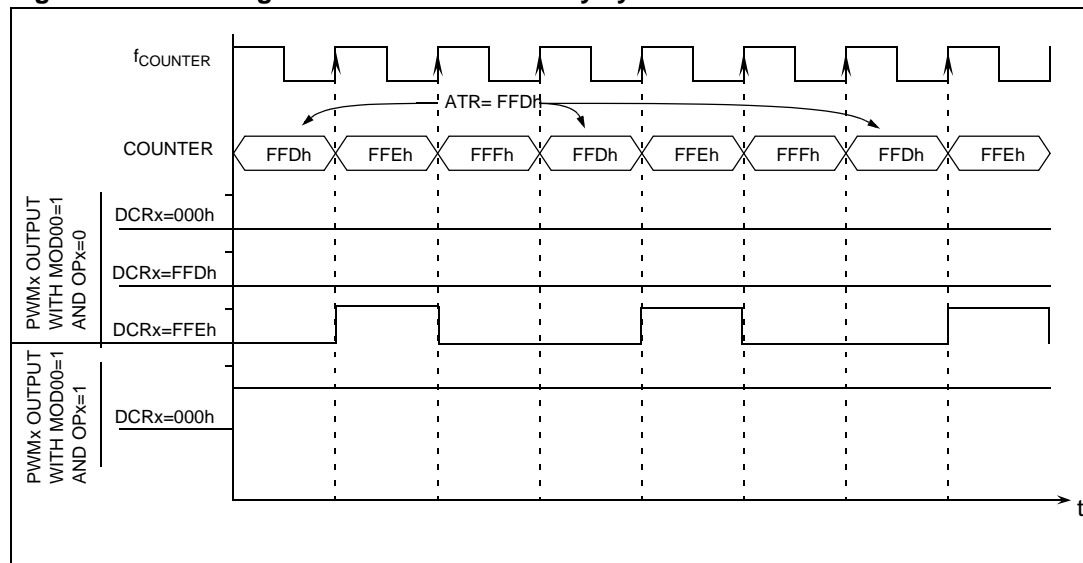 fCOUNTER
ATR= FFDh
COUNTER
FFDh FFEh FFFh FFDh FFEh FFFh FFDh FFEh
PWMx OUTPUT
WITH MOD00=1
AND OPx=0
DCRx=000h
DCRx=FFDh
DCRx=FFEh
PWMx OUTPUT
WITH MOD00=1
AND OPx=1
DCRx=000h
t